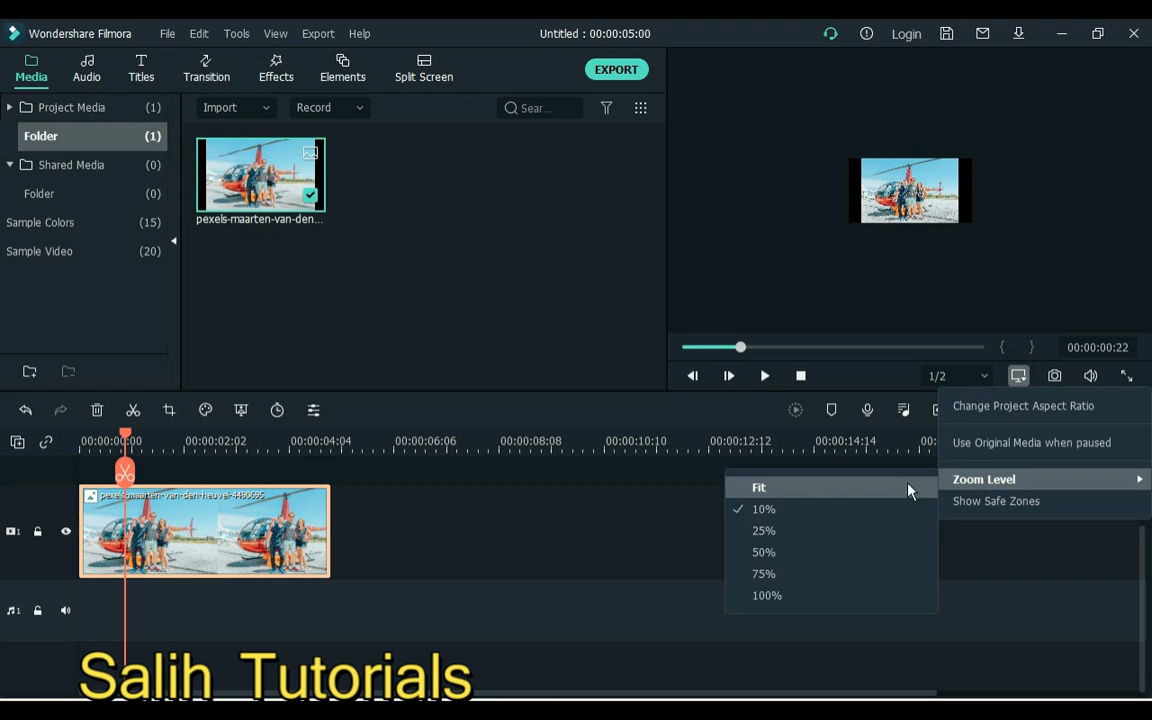 Wondershare Filmora File Edit Tools View Export Help Untitled : 00:00:05:00 Login
Media Audio Titles Transition Effects Elements Split Screen EXPORT
Project Media (1)
Folder (1)
Shared Media (0)
Folder (0)
Sample Colors (15)
Sample Video (20)
Import Record Sear...
pexels-maarten-van-den...
{ } 00:00:00:22
1/2
Change Project Aspect Ratio
Use Original Media when paused
Zoom Level
Show Safe Zones
Fit
10%
25%
50%
75%
100%
00:00:00:00 00:00:02:02 00:00:04:04 00:00:06:06 00:00:08:08 00:00:10:10 00:00:12:12 00:00:14:14 00:
pexels-maarten-van-den-heuvel-4490695
1
1
Salih Tutorials